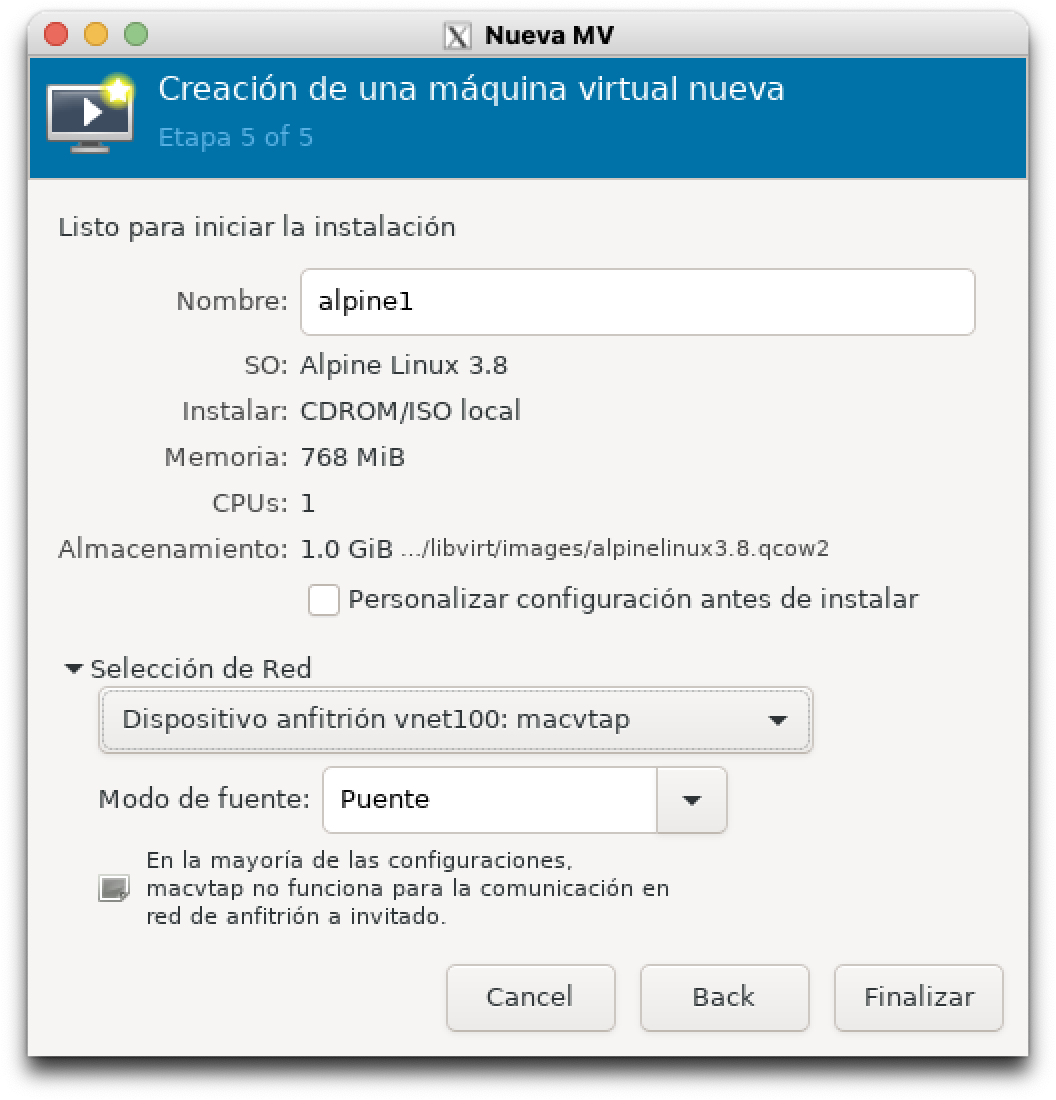 Nueva MV
Creación de una máquina virtual nueva
Etapa 5 of 5
Listo para iniciar la instalación
Nombre: alpine1
SO: Alpine Linux 3.8
Instalar: CDROM/ISO local
Memoria: 768 MiB
CPUs: 1
Almacenamiento: 1.0 GiB .../libvirt/images/alpinelinux3.8.qcow2
Personalizar configuración antes de instalar
Selección de Red
Dispositivo anfitrión vnet100: macvtap
Modo de fuente: Puente
En la mayoría de las configuraciones,
macvtap no funciona para la comunicación en
red de anfitrión a invitado.
Cancel Back Finalizar